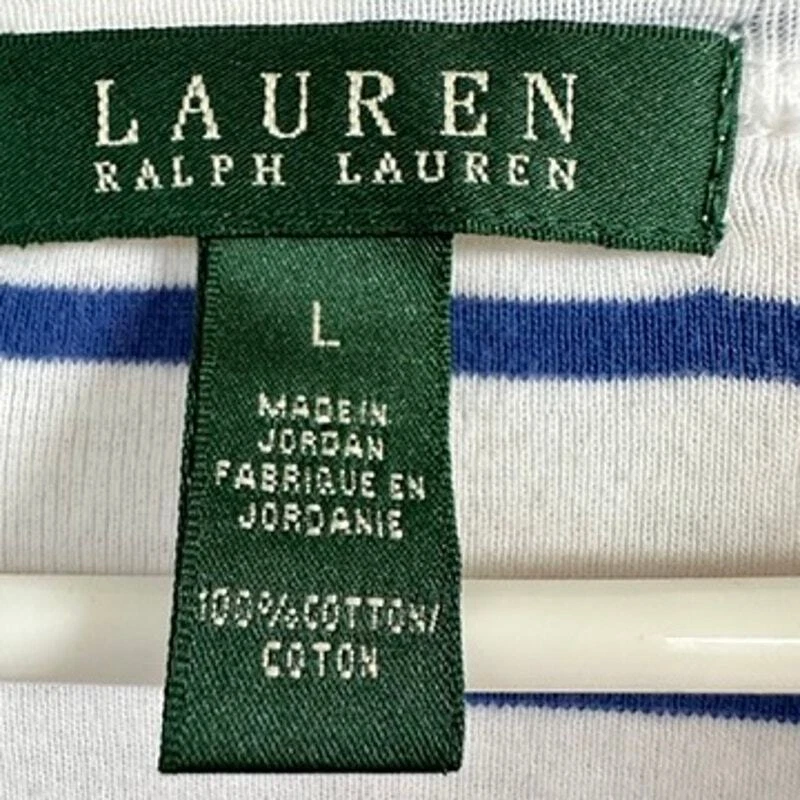 LAUREN
RALPH LAUREN
L
MADE IN
JORDAN
FABRIQUE EN
JORDANIE
100% COTTON/
COTON